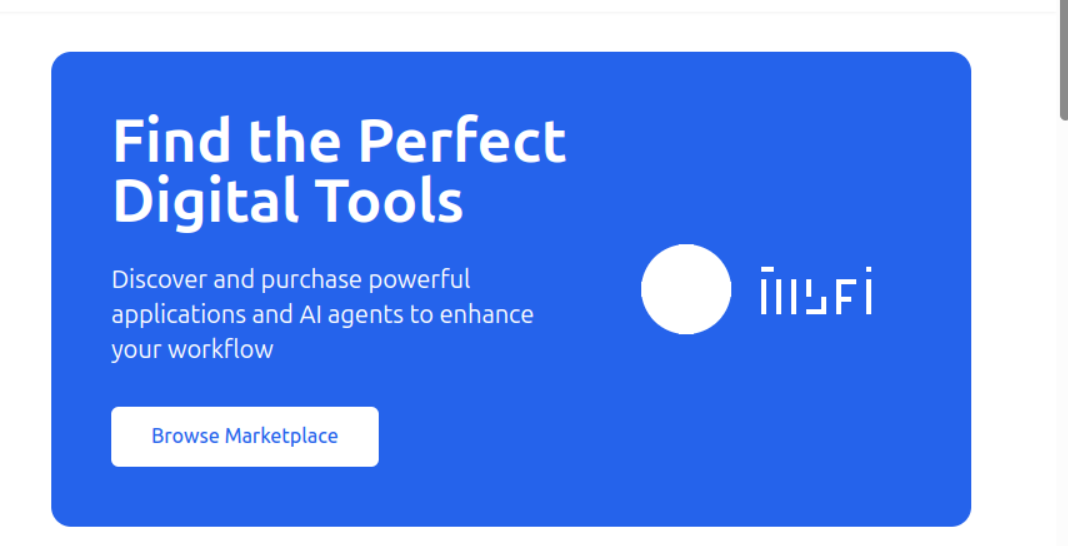 Find the Perfect
Digital Tools
Discover and purchase powerful
applications and AI agents to enhance
your workflow
Browse Marketplace